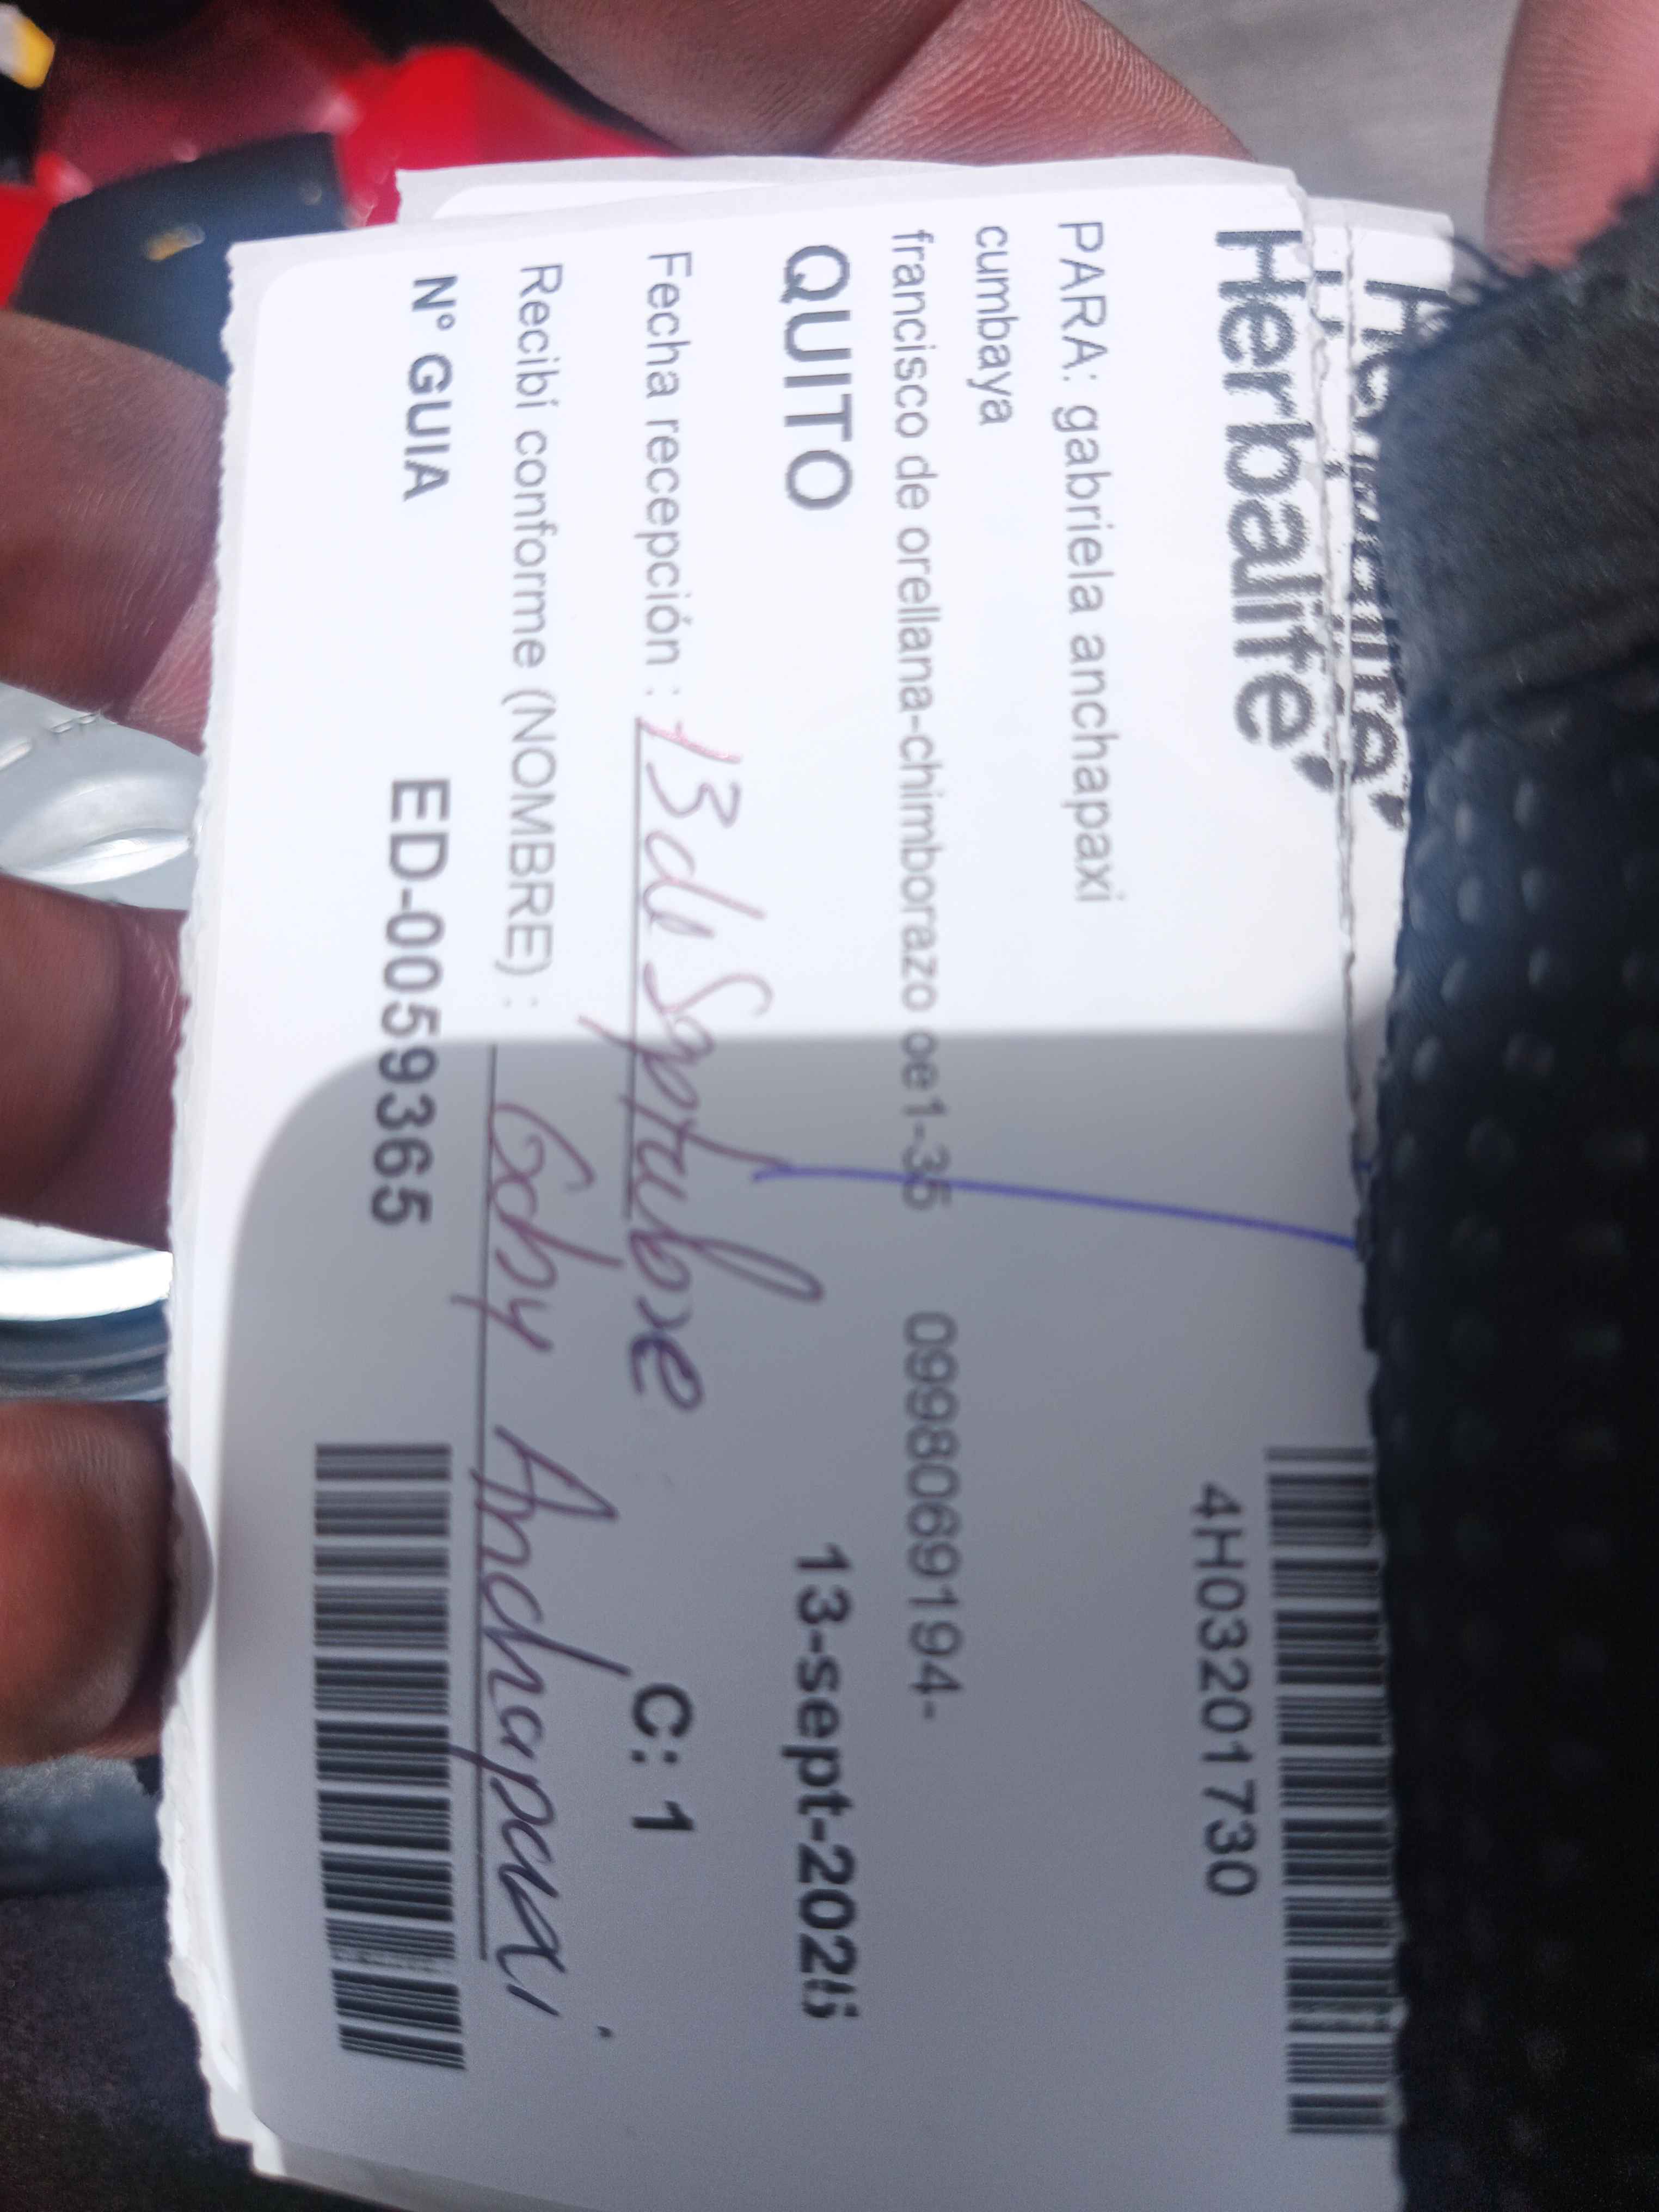 Herbalife
4H03201730
PARA: gabriela anchapaxi
cumbaya
francisco de orellana-chimborazo oe1-35 0998069194-
QUITO 13-sept-2025
Fecha recepción : 13 de Septiembre C: 1
Recibí conforme (NOMBRE) : Gaby Anchapaxi
N° GUIA ED-00593365